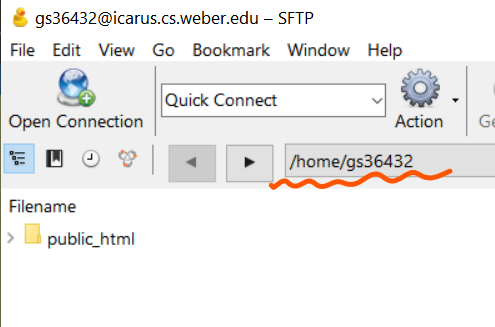 gs36432@icarus.cs.weber.edu – SFTP
File Edit View Go Bookmark Window Help
Quick Connect
Open Connection Action
/home/gs36432
Filename
public_html